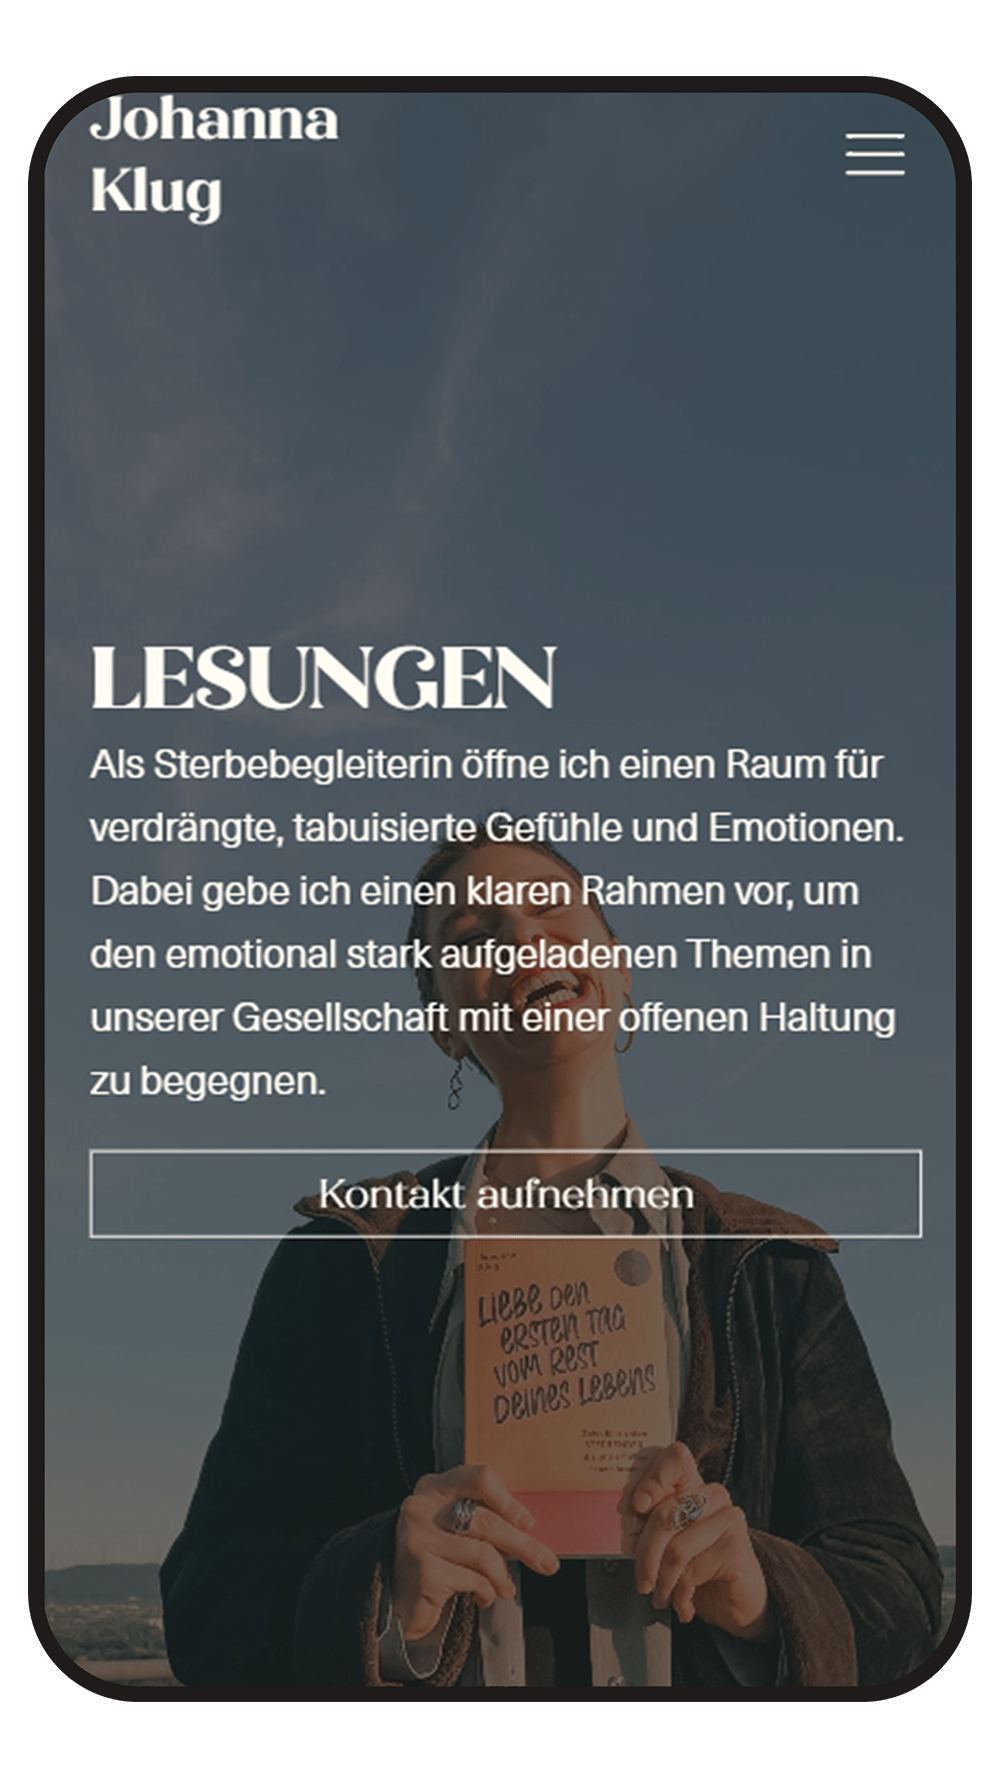 Johanna
Klug
LESUNGEN
Als Sterbebegleiterin öffne ich einen Raum für
verdrängte, tabuisierte Gefühle und Emotionen.
Dabei gebe ich einen klaren Rahmen vor, um
den emotional stark aufgeladenen Themen in
unserer Gesellschaft mit einer offenen Haltung
zu begegnen.
Kontakt aufnehmen
LIEBE DEN
ERSTEN TAG
VOM REST
DEINES LEBENS